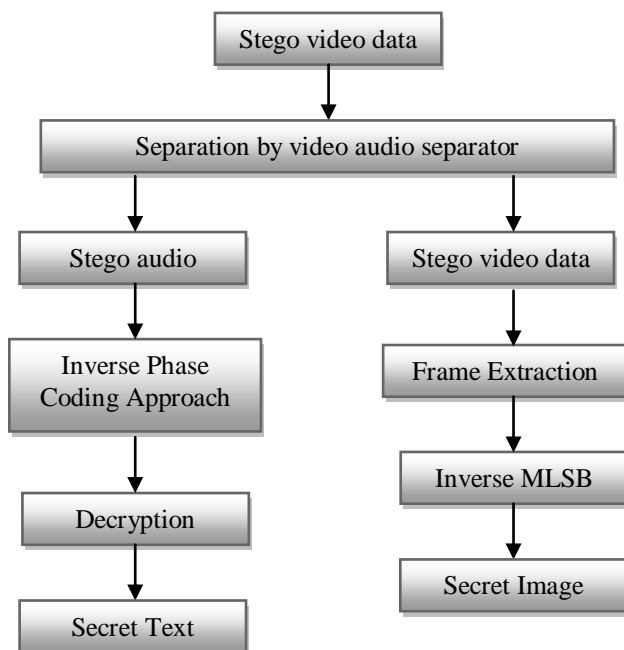 Stego video data
Separation by video audio separator
Stego audio
Stego video data
Inverse Phase
Coding Approach
Frame Extraction
Inverse MLSB
Decryption
Secret Image
Secret Text